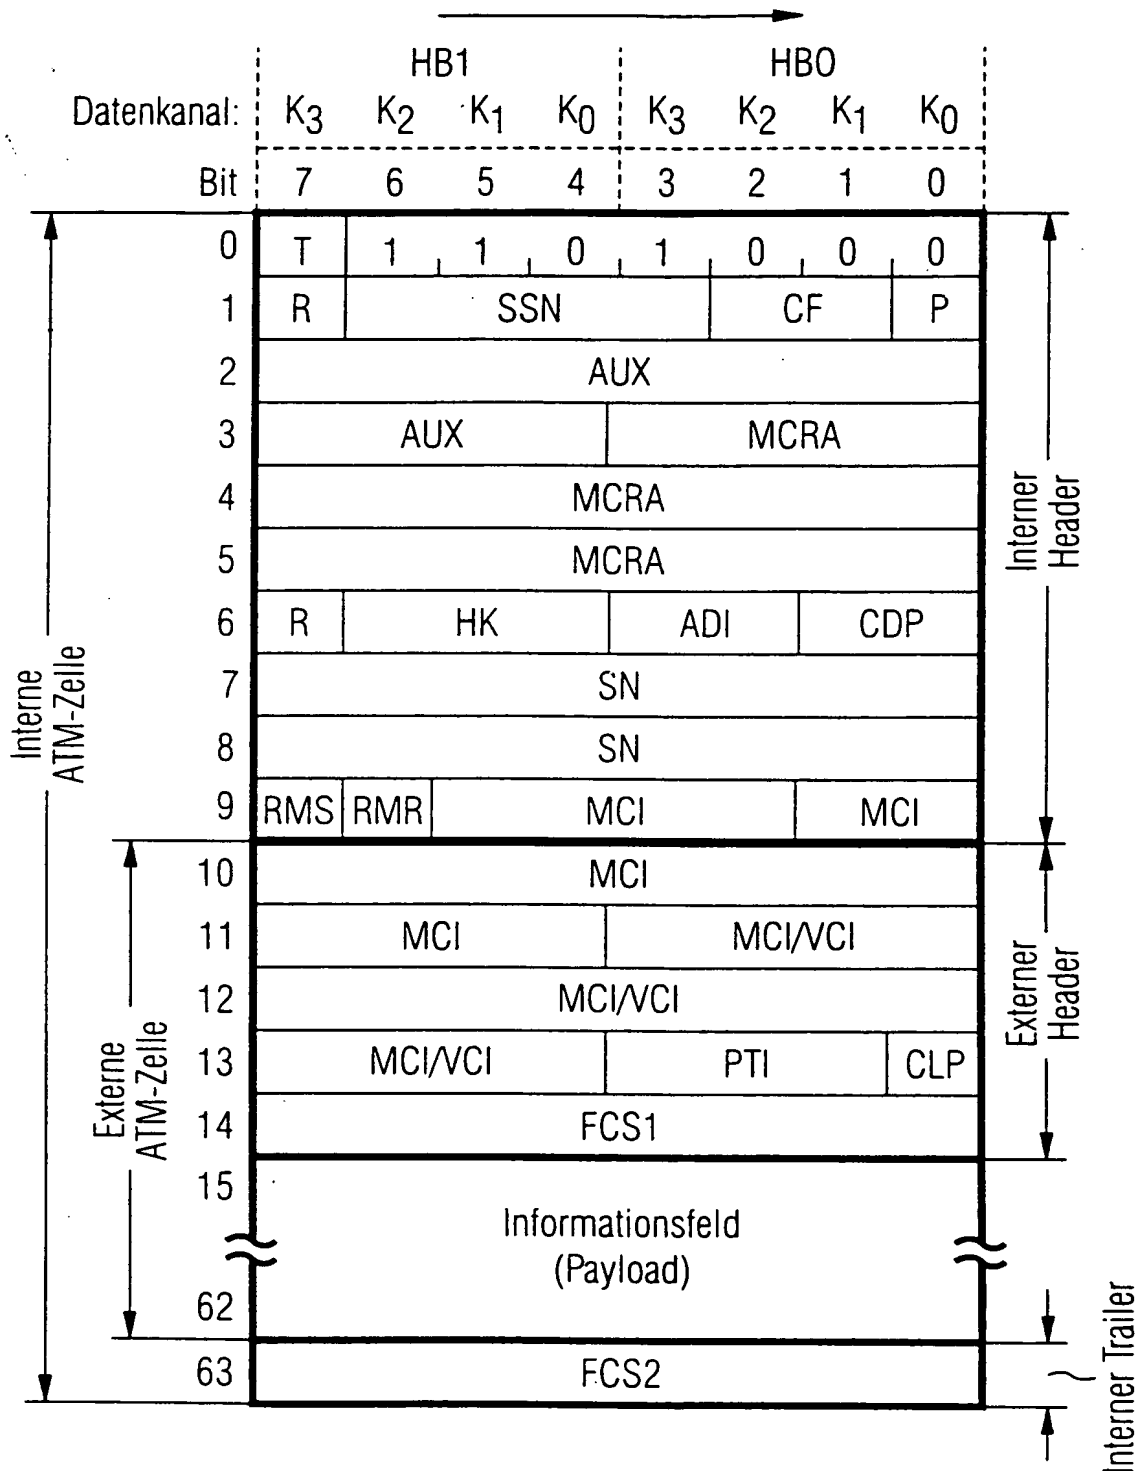 HB1 HB0
Datenkanal: K3 K2 K1 K0 K3 K2 K1 K0
Bit 7 6 5 4 3 2 1 0
0 T 1 1 0 1 0 0 0
1 R SSN CF P
2 AUX
3 AUX MCRA
4 MCRA
5 MCRA
6 R HK ADI CDP
7 SN
8 SN
9 RMS RMR MCI MCI
10 MCI
11 MCI MCI/VCI
12 MCI/VCI
13 MCI/VCI PTI CLP
14 FCS1
15
Informationsfeld
(Payload)
62
63 FCS2
Interne
ATM-Zelle
Externe
ATM-Zelle
Interner
Header
Externer
Header
Interner Trailer